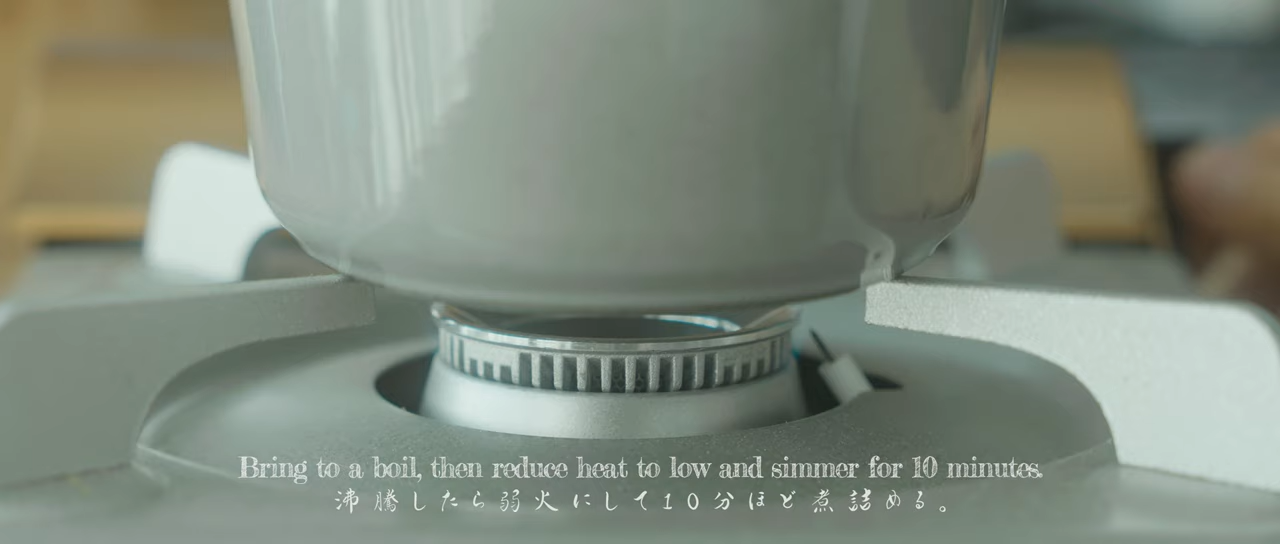 Bring to a boil, then reduce heat to low and simmer for 10 minutes.
沸騰したら弱火にして10分ほど煮詰める。